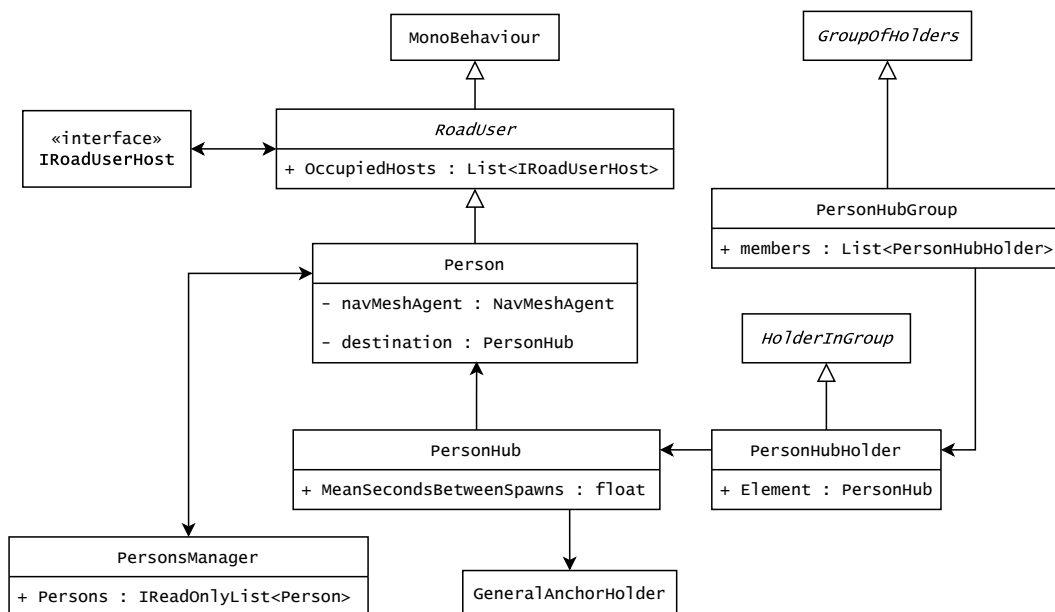 MonoBehaviour
GroupOfHolders
«interface»
IRoadUserHost
RoadUser
+ OccupiedHosts : List<IRoadUserHost>
PersonHubGroup
+ members : List<PersonHubHolder>
Person
- navMeshAgent : NavMeshAgent
- destination : PersonHub
HolderInGroup
PersonHub
+ MeanSecondsBetweenSpawns : float
PersonHubHolder
+ Element : PersonHub
PersonsManager
+ Persons : IReadOnlyList<Person>
GeneralAnchorHolder